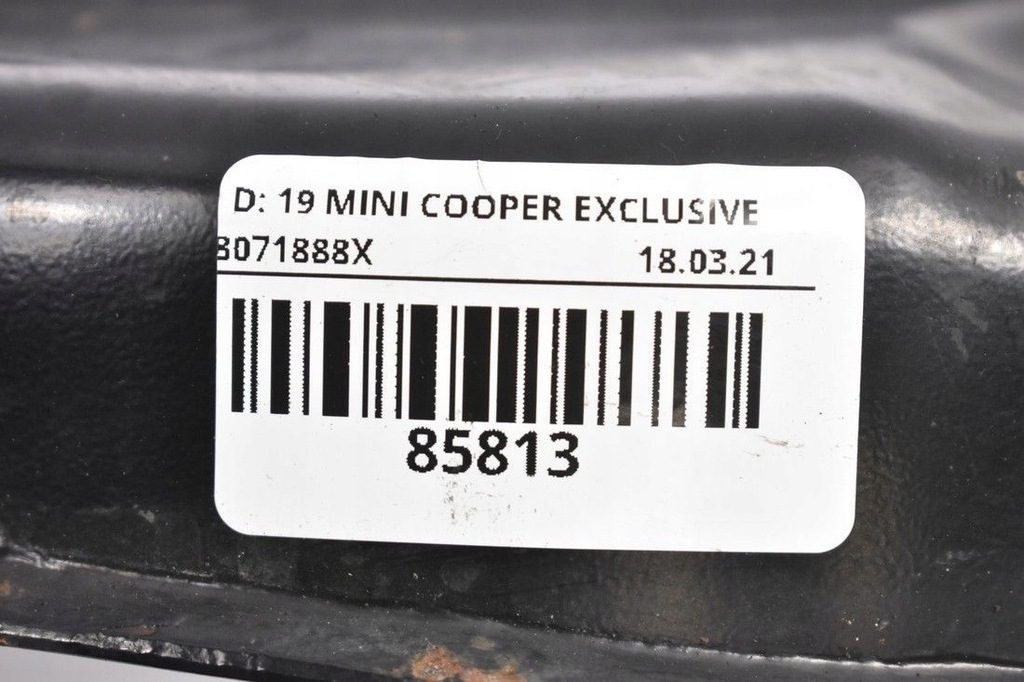 D: 19 MINI COOPER EXCLUSIVE
3071888X 18.03.21
85813